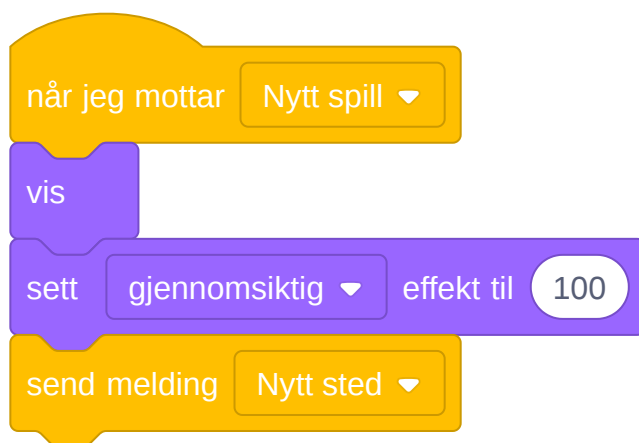 når jeg mottar Nytt spill
vis
sett gjennomsiktig effekt til 100
send melding Nytt sted